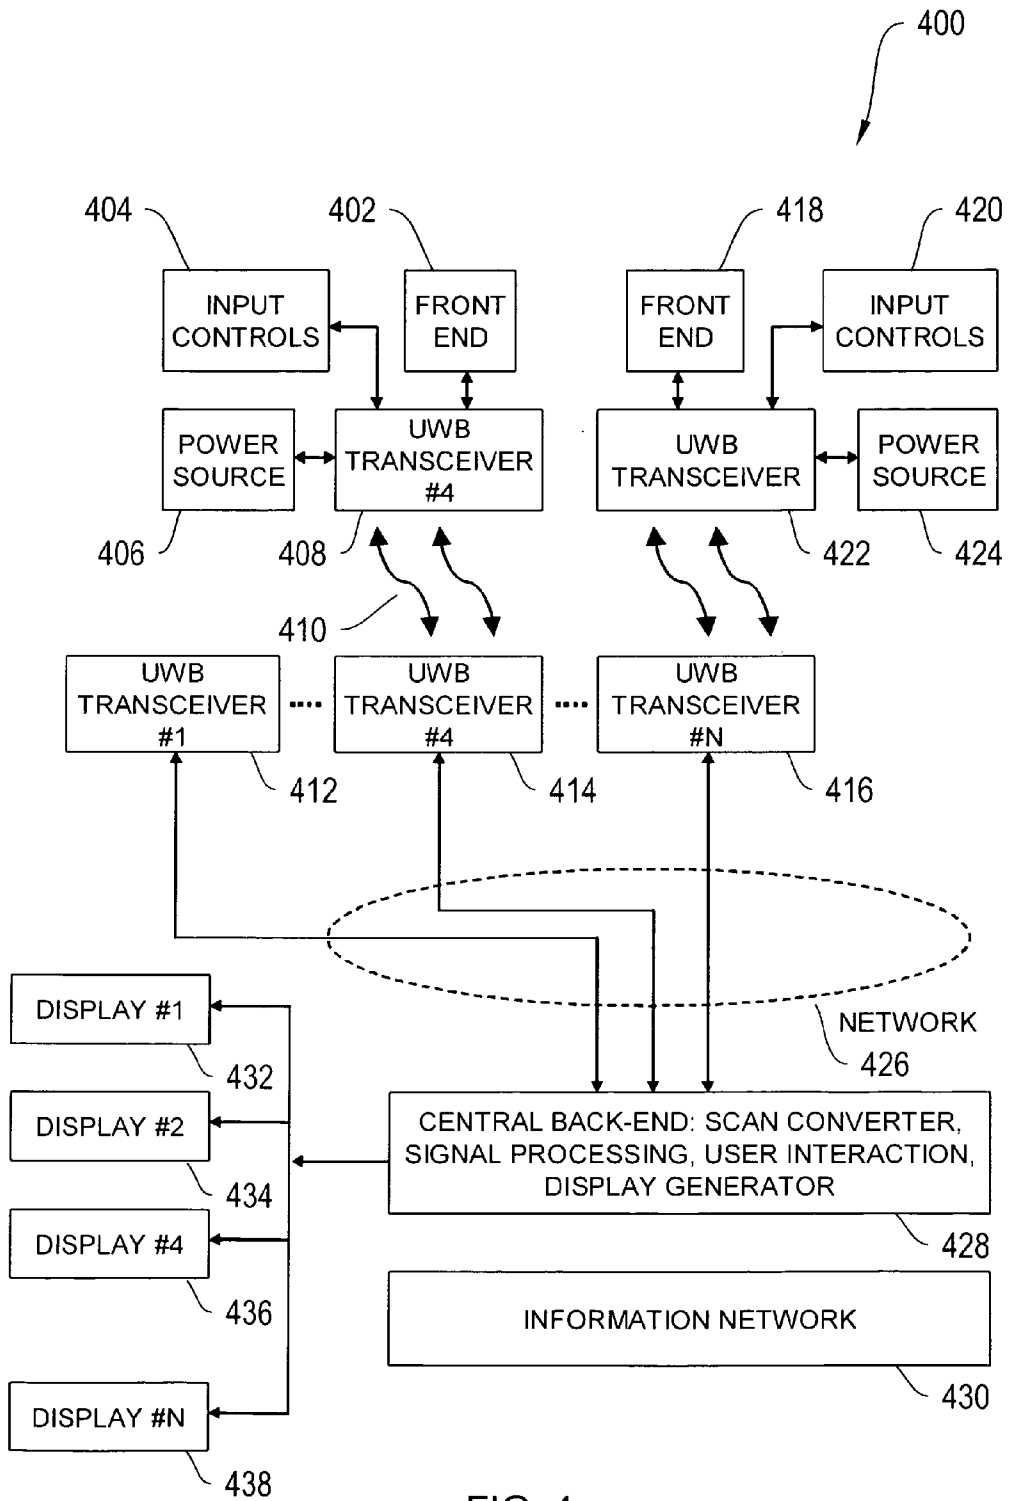 400
404
402
418
420
INPUT
CONTROLS
FRONT
END
FRONT
END
INPUT
CONTROLS
POWER
SOURCE
UWB
TRANSCEIVER
#4
UWB
TRANSCEIVER
POWER
SOURCE
406
408
422
424
410
UWB
TRANSCEIVER
#1
UWB
TRANSCEIVER
#4
UWB
TRANSCEIVER
#N
412
414
416
NETWORK
426
DISPLAY #1
432
DISPLAY #2
434
DISPLAY #4
436
DISPLAY #N
438
CENTRAL BACK-END: SCAN CONVERTER,
SIGNAL PROCESSING, USER INTERACTION,
DISPLAY GENERATOR
428
INFORMATION NETWORK
430
FIG. 4